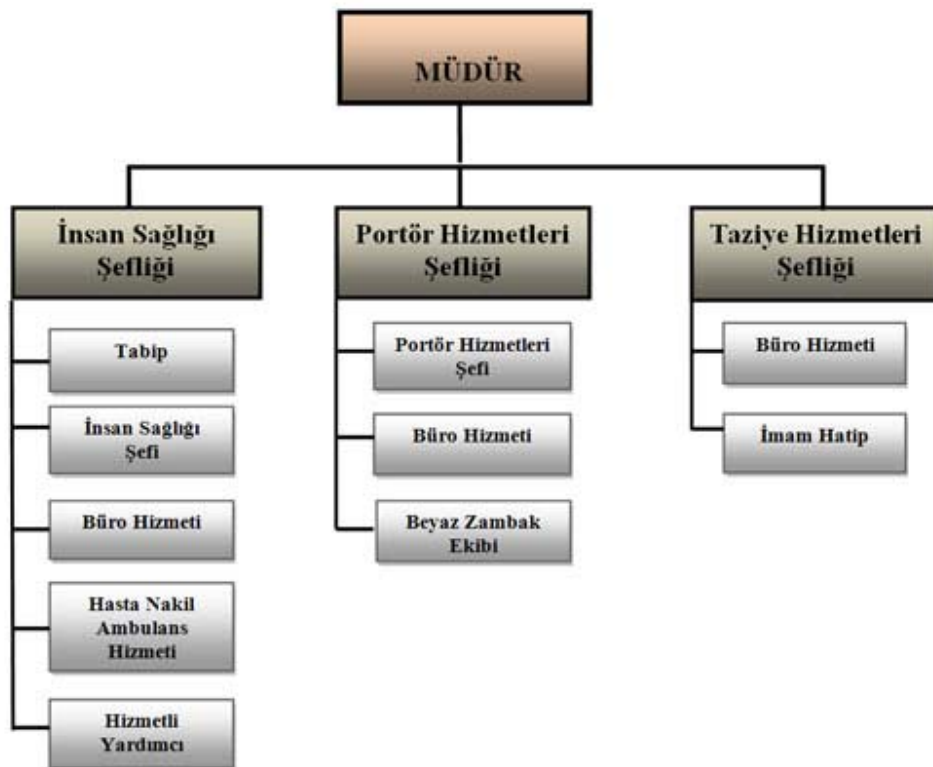 MÜDÜR
İnsan Sağlığı
Şefliği
Tabip
İnsan Sağlığı
Şefi
Büro Hizmeti
Hasta Nakil
Ambulans
Hizmeti
Hizmetli
Yardımcı
Portör Hizmetleri
Şefliği
Portör Hizmetleri
Şefi
Büro Hizmeti
Beyaz Zambak
Ekibi
Taziye Hizmetleri
Şefliği
Büro Hizmeti
İmam Hatip